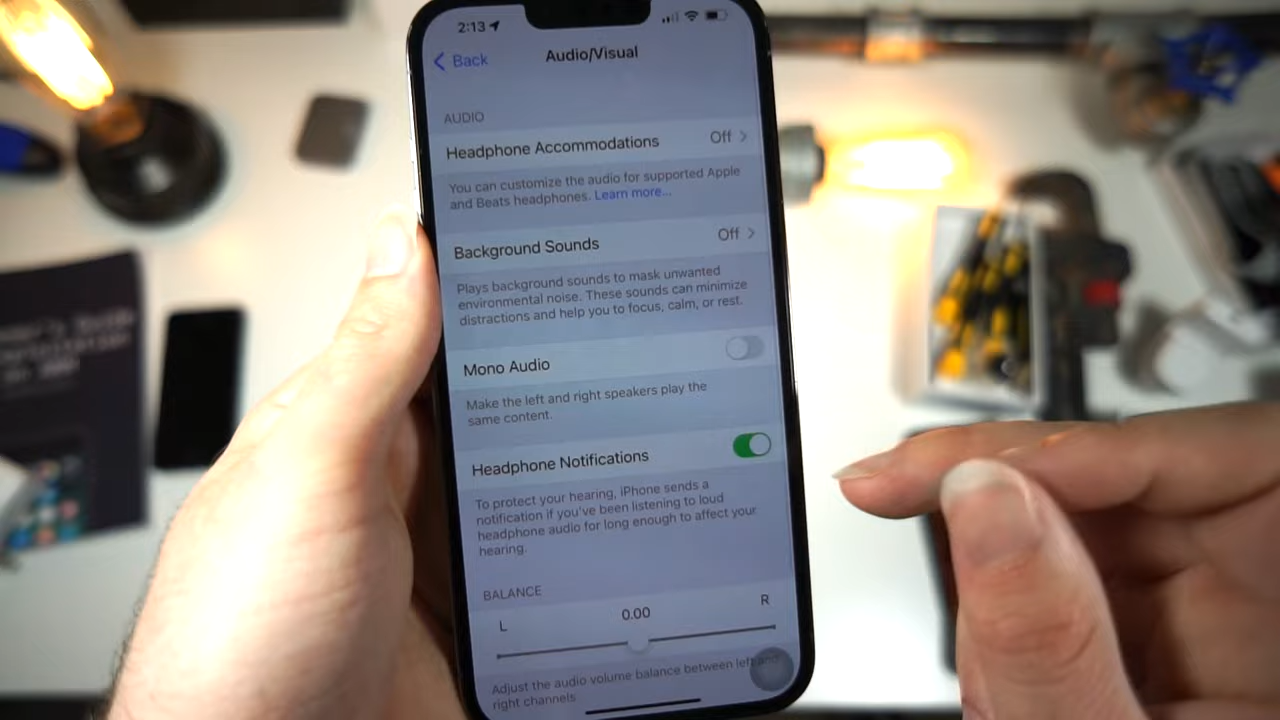 2:13
Back
Audio/Visual
AUDIO
Headphone Accommodations Off
You can customize the audio for supported Apple
and Beats headphones. Learn more...
Background Sounds Off
Plays background sounds to mask unwanted
environmental noise. These sounds can minimize
distractions and help you to focus, calm, or rest.
Mono Audio
Make the left and right speakers play the
same content.
Headphone Notifications
To protect your hearing, iPhone sends a
notification if you've been listening to loud
headphone audio for long enough to affect your
hearing.
BALANCE
L 0.00 R
Adjust the audio volume balance between left and
right channels